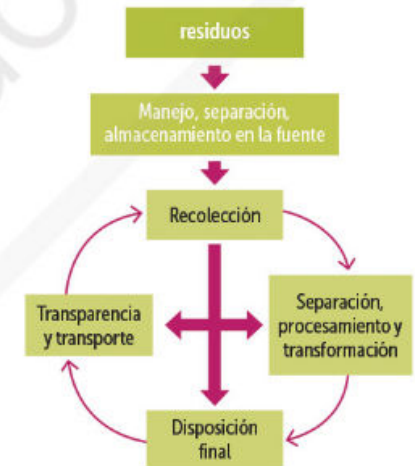 residuos
Manejo, separación,
almacenamiento en la fuente
Recolección
Transparencia
y transporte
Separación,
procesamiento y
transformación
Disposición
final